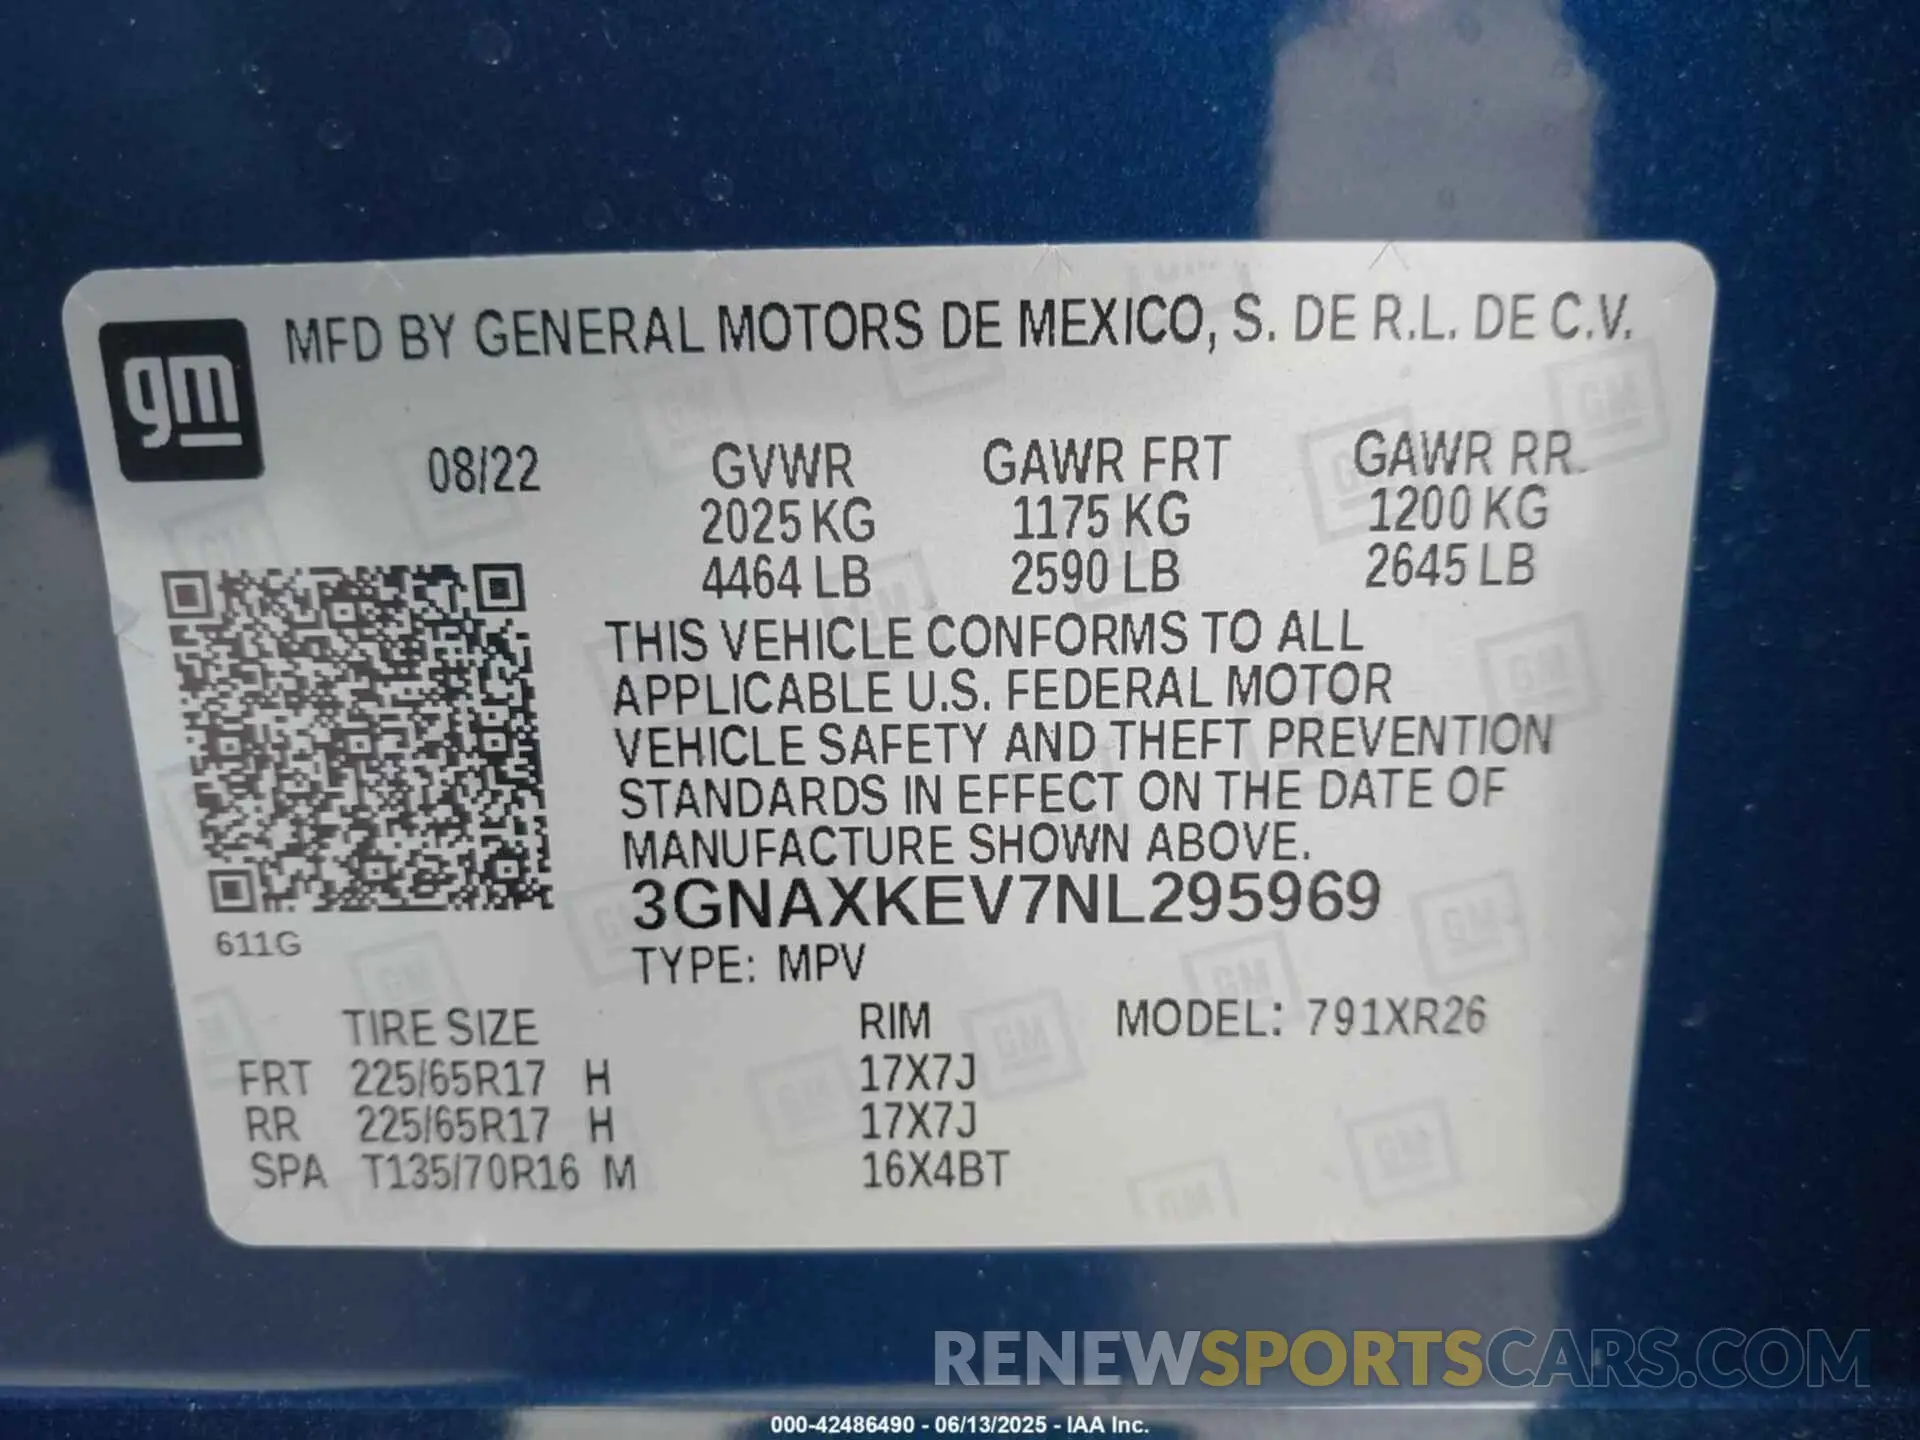 MFD BY GENERAL MOTORS DE MEXICO, S. DE R.L. DE C.V.
gm
08/22 GVWR GAWR FRT GAWR RR
2025 KG 1175 KG 1200 KG
4464 LB 2590 LB 2645 LB
THIS VEHICLE CONFORMS TO ALL
APPLICABLE U.S. FEDERAL MOTOR
VEHICLE SAFETY AND THEFT PREVENTION
STANDARDS IN EFFECT ON THE DATE OF
MANUFACTURE SHOWN ABOVE.
3GNAXKEV7NL295969
611G
TYPE: MPV
TIRE SIZE RIM MODEL: 791XR26
FRT 225/65R17 H 17X7J
RR 225/65R17 H 17X7J
SPA T135/70R16 M 16X4BT
RENEWSPORTSCARS.COM
000-42486490 - 06/13/2025 - IAA Inc.